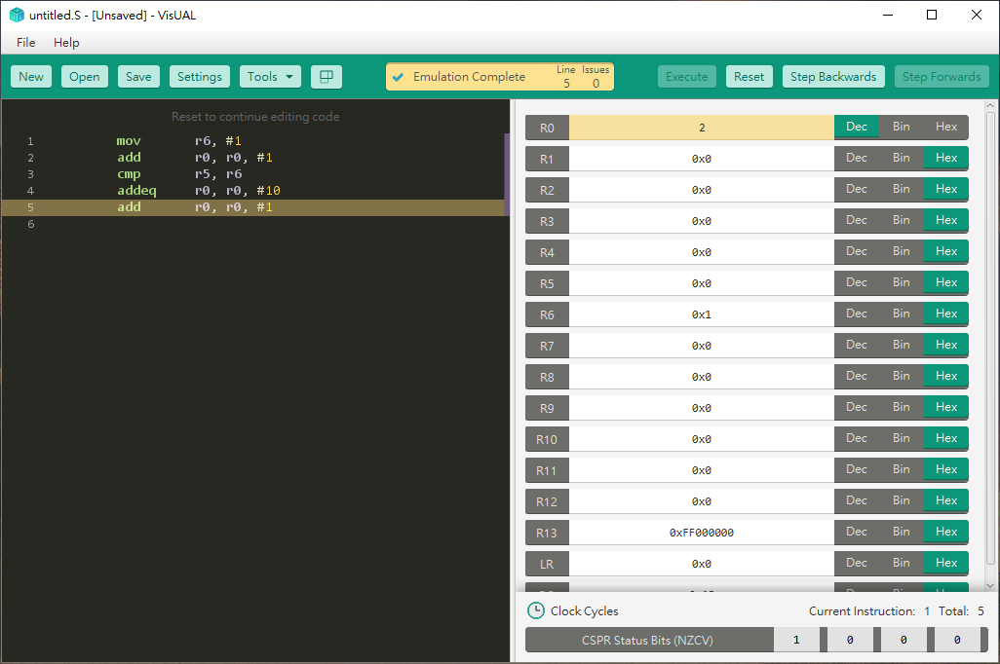 untitled.S - [Unsaved] - VisUAL
File Help
New Open Save Settings Tools Emulation Complete Line 5 Issues 0 Execute Reset Step Backwards Step Forwards
Reset to continue editing code
1 mov r6, #1
2 add r0, r0, #1
3 cmp r5, r6
4 addeq r0, r0, #10
5 add r0, r0, #1
6
R0 2 Dec Bin Hex
R1 0x0 Dec Bin Hex
R2 0x0 Dec Bin Hex
R3 0x0 Dec Bin Hex
R4 0x0 Dec Bin Hex
R5 0x0 Dec Bin Hex
R6 0x1 Dec Bin Hex
R7 0x0 Dec Bin Hex
R8 0x0 Dec Bin Hex
R9 0x0 Dec Bin Hex
R10 0x0 Dec Bin Hex
R11 0x0 Dec Bin Hex
R12 0x0 Dec Bin Hex
R13 0xFF000000 Dec Bin Hex
LR 0x0 Dec Bin Hex
Clock Cycles Current Instruction: 1 Total: 5
CSPR Status Bits (NZCV) 1 0 0 0